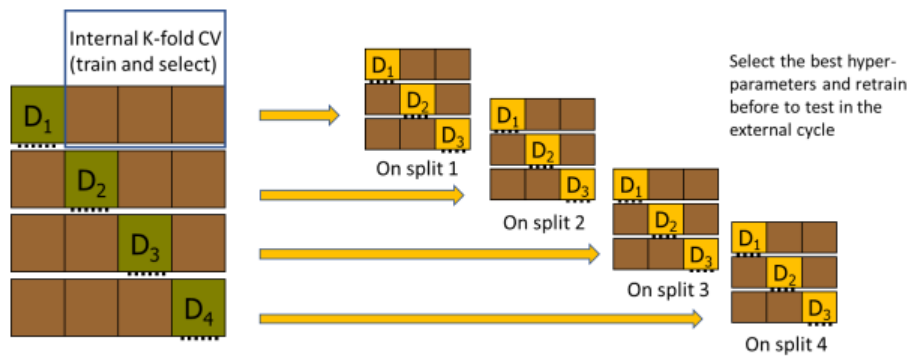 Internal K-fold CV
(train and select)
D1
D2
D3
D4
D1
D2
D3
On split 1
D1
D2
D3
On split 2
D1
D2
D3
On split 3
D1
D2
D3
On split 4
Select the best hyper-
parameters and retrain
before to test in the
external cycle